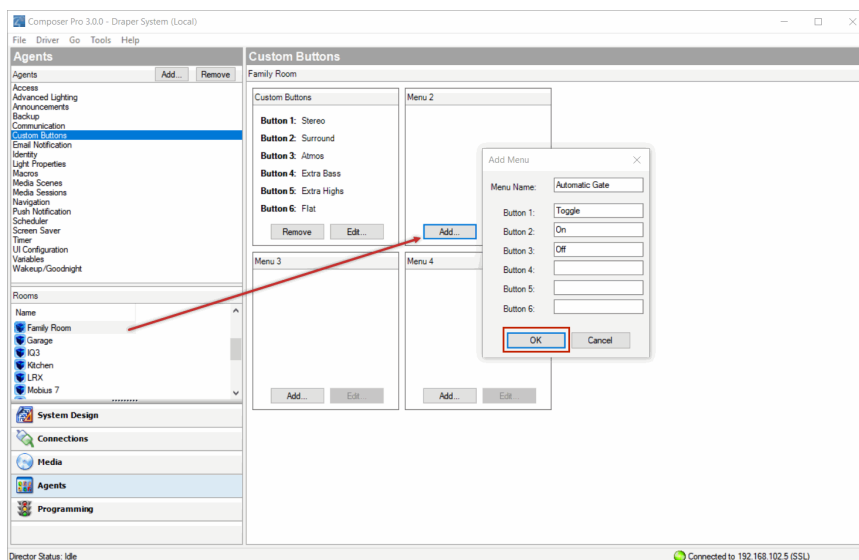 Composer Pro 3.0.0 - Draper System (Local)
File Driver Go Tools Help
Agents
Agents Add... Remove
Access
Advanced Lighting
Announcements
Backup
Communication
Custom Buttons
Email Notification
Identity
Light Properties
Macros
Media Scenes
Media Sessions
Navigation
Push Notification
Scheduler
Screen Saver
Timer
UI Configuration
Variables
Wakeup/Goodnight
Rooms
Name
Family Room
Garage
IQ3
Kitchen
LRX
Mobius 7
System Design
Connections
Media
Agents
Programming
Custom Buttons
Family Room
Custom Buttons
Button 1: Stereo
Button 2: Surround
Button 3: Atmos
Button 4: Extra Bass
Button 5: Extra Highs
Button 6: Flat
Remove Edit...
Menu 2
Add...
Menu 3
Add... Edit...
Menu 4
Add... Edit...
Add Menu
Menu Name: Automatic Gate
Button 1: Toggle
Button 2: On
Button 3: Off
Button 4:
Button 5:
Button 6:
OK Cancel
Director Status: Idle
Connected to 192.168.102.5 (SSL)